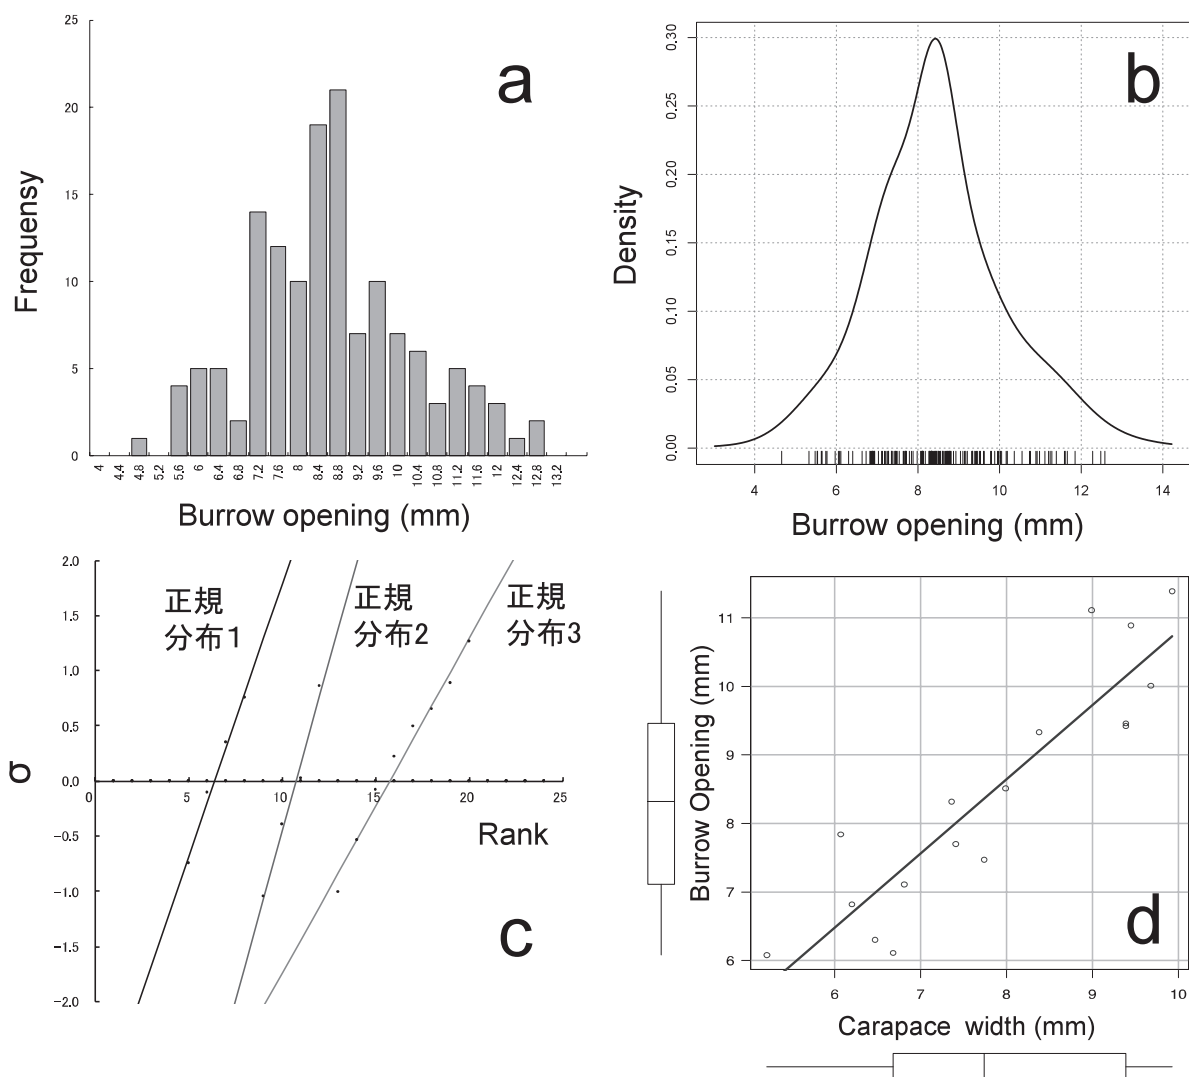 25
20
15
10
5
0
Frequensy
4 4.4 4.8 5.2 5.6 6 6.4 6.8 7.2 7.6 8 8.4 8.8 9.2 9.6 10 10.4 10.8 11.2 11.6 12 12.4 12.8 13.2
Burrow opening (mm)
a
0.30
0.25
0.20
0.15
0.10
0.05
0.00
Density
4 6 8 10 12 14
Burrow opening (mm)
b
2.0
1.5
1.0
0.5
0.0
-0.5
-1.0
-1.5
-2.0
σ
0 5 10 15 20 25
Rank
正規
分布1
正規
分布2
正規
分布3
c
11
10
9
8
7
6
Burrow Opening (mm)
6 7 8 9 10
Carapace width (mm)
d